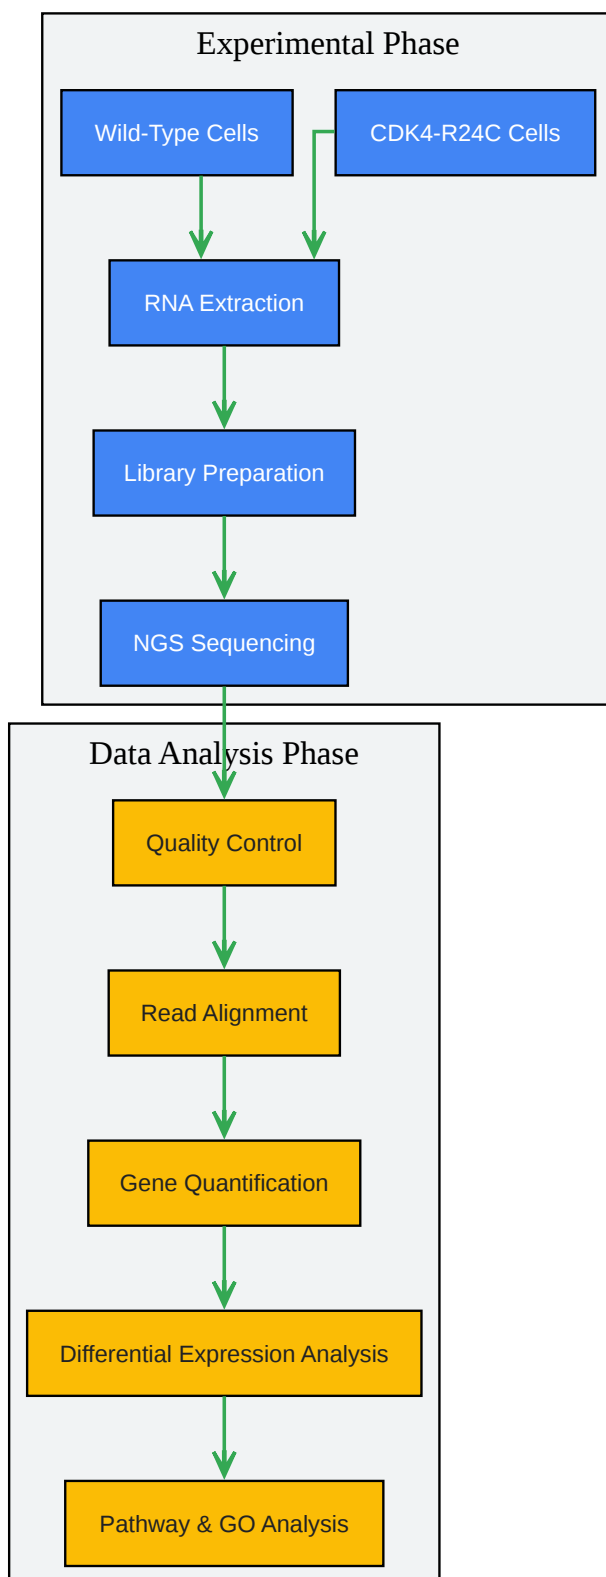 Experimental Phase
Wild-Type Cells
CDK4-R24C Cells
RNA Extraction
Library Preparation
NGS Sequencing
Data Analysis Phase
Quality Control
Read Alignment
Gene Quantification
Differential Expression Analysis
Pathway & GO Analysis